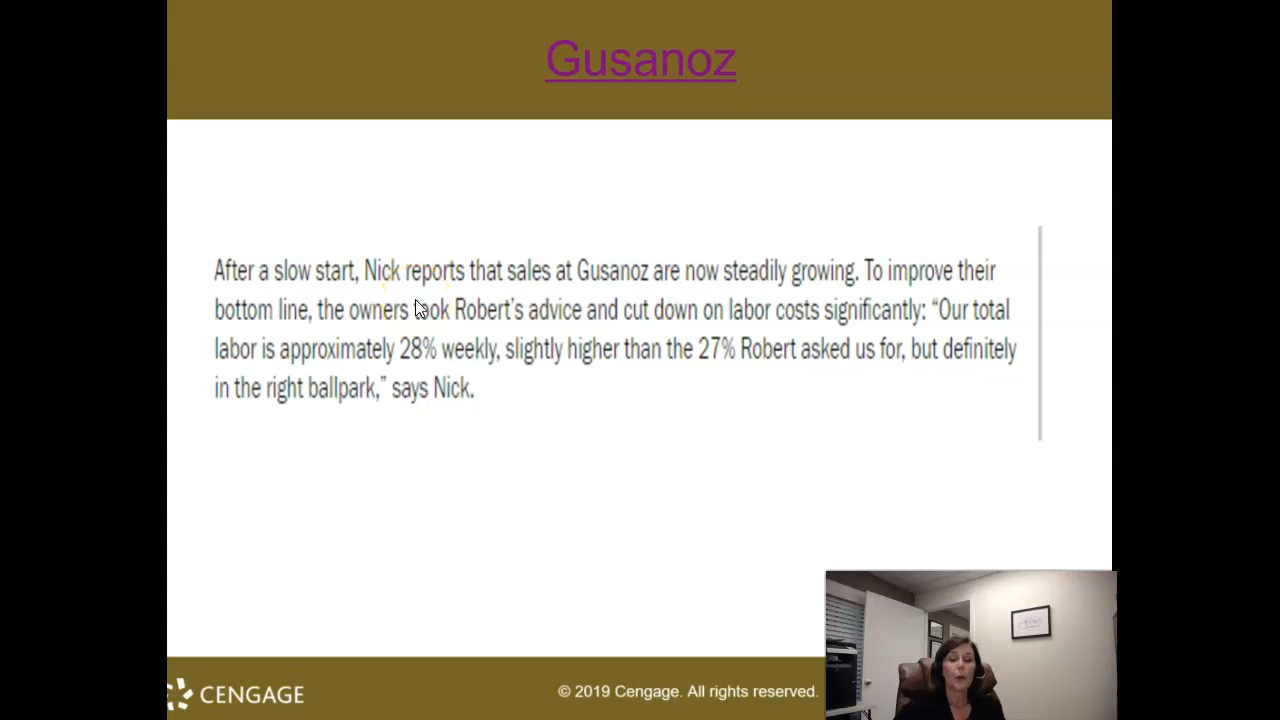 Gusanoz
After a slow start, Nick reports that sales at Gusanoz are now steadily growing. To improve their
bottom line, the owners took Robert's advice and cut down on labor costs significantly: “Our total
labor is approximately 28% weekly, slightly higher than the 27% Robert asked us for, but definitely
in the right ballpark,” says Nick.
CENGAGE
© 2019 Cengage. All rights reserved.